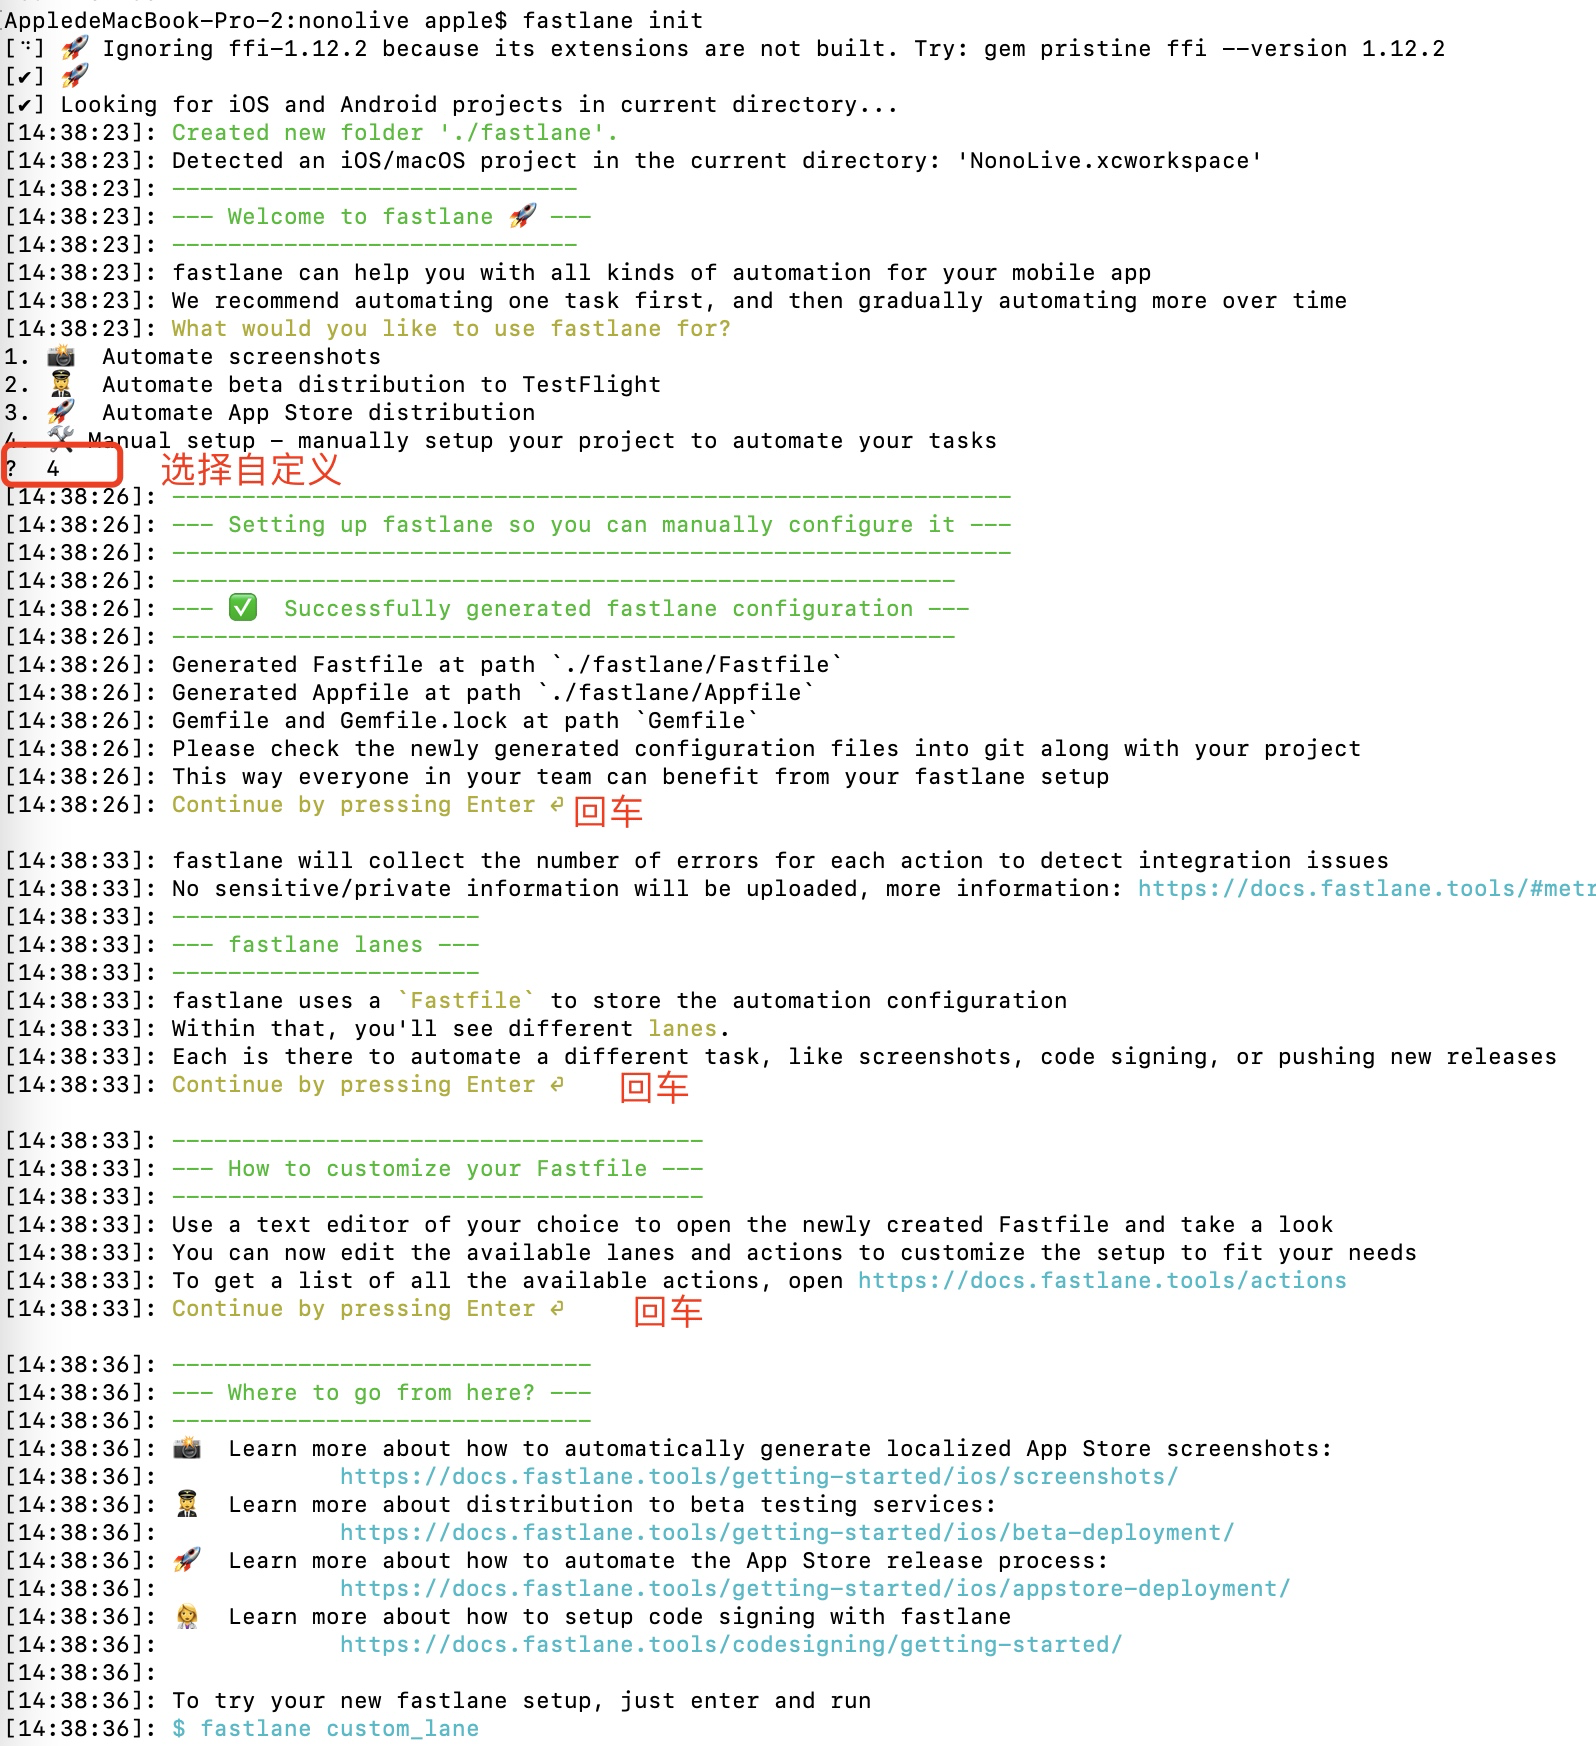 AppledeMacBook-Pro-2:nonolive apple$ fastlane init
[⠙] 🚀 Ignoring ffi-1.12.2 because its extensions are not built. Try: gem pristine ffi --version 1.12.2
[✔] 🚀
[✔] Looking for iOS and Android projects in current directory...
[14:38:23]: Created new folder './fastlane'.
[14:38:23]: Detected an iOS/macOS project in the current directory: 'NonoLive.xcworkspace'
[14:38:23]: -----------------------------
[14:38:23]: --- Welcome to fastlane 🚀 ---
[14:38:23]: -----------------------------
[14:38:23]: fastlane can help you with all kinds of automation for your mobile app
[14:38:23]: We recommend automating one task first, and then gradually automating more over time
[14:38:23]: What would you like to use fastlane for?
1. 📸  Automate screenshots
2. 👩‍✈️  Automate beta distribution to TestFlight
3. 🚀  Automate App Store distribution
4. 🛠 Manual setup - manually setup your project to automate your tasks
?  4 选择自定义
[14:38:26]: ------------------------------------------------------------
[14:38:26]: --- Setting up fastlane so you can manually configure it ---
[14:38:26]: ------------------------------------------------------------
[14:38:26]: --------------------------------------------------------
[14:38:26]: --- ✅  Successfully generated fastlane configuration ---
[14:38:26]: --------------------------------------------------------
[14:38:26]: Generated Fastfile at path `./fastlane/Fastfile`
[14:38:26]: Generated Appfile at path `./fastlane/Appfile`
[14:38:26]: Gemfile and Gemfile.lock at path `Gemfile`
[14:38:26]: Please check the newly generated configuration files into git along with your project
[14:38:26]: This way everyone in your team can benefit from your fastlane setup
[14:38:26]: Continue by pressing Enter ⏎ 回车
[14:38:33]: fastlane will collect the number of errors for each action to detect integration issues
[14:38:33]: No sensitive/private information will be uploaded, more information: https://docs.fastlane.tools/#metr
[14:38:33]: ----------------------
[14:38:33]: --- fastlane lanes ---
[14:38:33]: ----------------------
[14:38:33]: fastlane uses a `Fastfile` to store the automation configuration
[14:38:33]: Within that, you'll see different lanes.
[14:38:33]: Each is there to automate a different task, like screenshots, code signing, or pushing new releases
[14:38:33]: Continue by pressing Enter ⏎ 回车
[14:38:33]: --------------------------------------
[14:38:33]: --- How to customize your Fastfile ---
[14:38:33]: --------------------------------------
[14:38:33]: Use a text editor of your choice to open the newly created Fastfile and take a look
[14:38:33]: You can now edit the available lanes and actions to customize the setup to fit your needs
[14:38:33]: To get a list of all the available actions, open https://docs.fastlane.tools/actions
[14:38:33]: Continue by pressing Enter ⏎ 回车
[14:38:36]: ------------------------------
[14:38:36]: --- Where to go from here? ---
[14:38:36]: ------------------------------
[14:38:36]: 📸  Learn more about how to automatically generate localized App Store screenshots:
[14:38:36]: https://docs.fastlane.tools/getting-started/ios/screenshots/
[14:38:36]: 👩‍✈️  Learn more about distribution to beta testing services:
[14:38:36]: https://docs.fastlane.tools/getting-started/ios/beta-deployment/
[14:38:36]: 🚀  Learn more about how to automate the App Store release process:
[14:38:36]: https://docs.fastlane.tools/getting-started/ios/appstore-deployment/
[14:38:36]: 👩‍⚕️  Learn more about how to setup code signing with fastlane
[14:38:36]: https://docs.fastlane.tools/codesigning/getting-started/
[14:38:36]:
[14:38:36]: To try your new fastlane setup, just enter and run
[14:38:36]: $ fastlane custom_lane